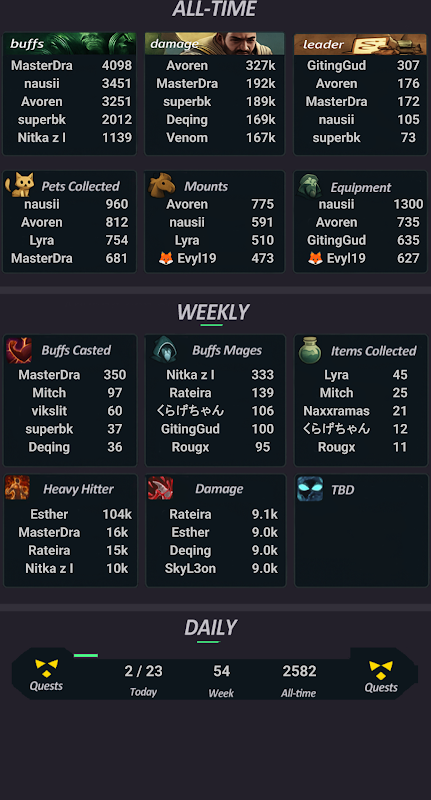 ALL-TIME
buffs
MasterDra 4098
nausii 3451
Avoren 3251
superbk 2012
Nitka z l 1139
damage
Avoren 327k
MasterDra 192k
superbk 189k
Deqing 169k
Venom 167k
leader
GitingGud 307
Avoren 176
MasterDra 172
nausii 105
superbk 73
Pets Collected
nausii 960
Avoren 812
Lyra 754
MasterDra 681
Mounts
Avoren 775
nausii 591
Lyra 510
🦊 Evyl19 473
Equipment
nausii 1300
Avoren 735
GitingGud 635
🦊 Evyl19 627
WEEKLY
Buffs Casted
MasterDra 350
Mitch 97
vikslit 60
superbk 37
Deqing 36
Buffs Mages
Nitka z l 333
Rateira 139
くらげちゃん 106
GitingGud 100
Rougx 95
Items Collected
Lyra 45
Mitch 25
Naxxramas 21
くらげちゃん 12
Rougx 11
Heavy Hitter
Esther 104k
MasterDra 16k
Rateira 15k
Nitka z l 10k
Damage
Rateira 9.1k
Esther 9.0k
Deqing 9.0k
SkyL3on 9.0k
TBD
DAILY
Quests
2 / 23
Today
54
Week
2582
All-time
Quests